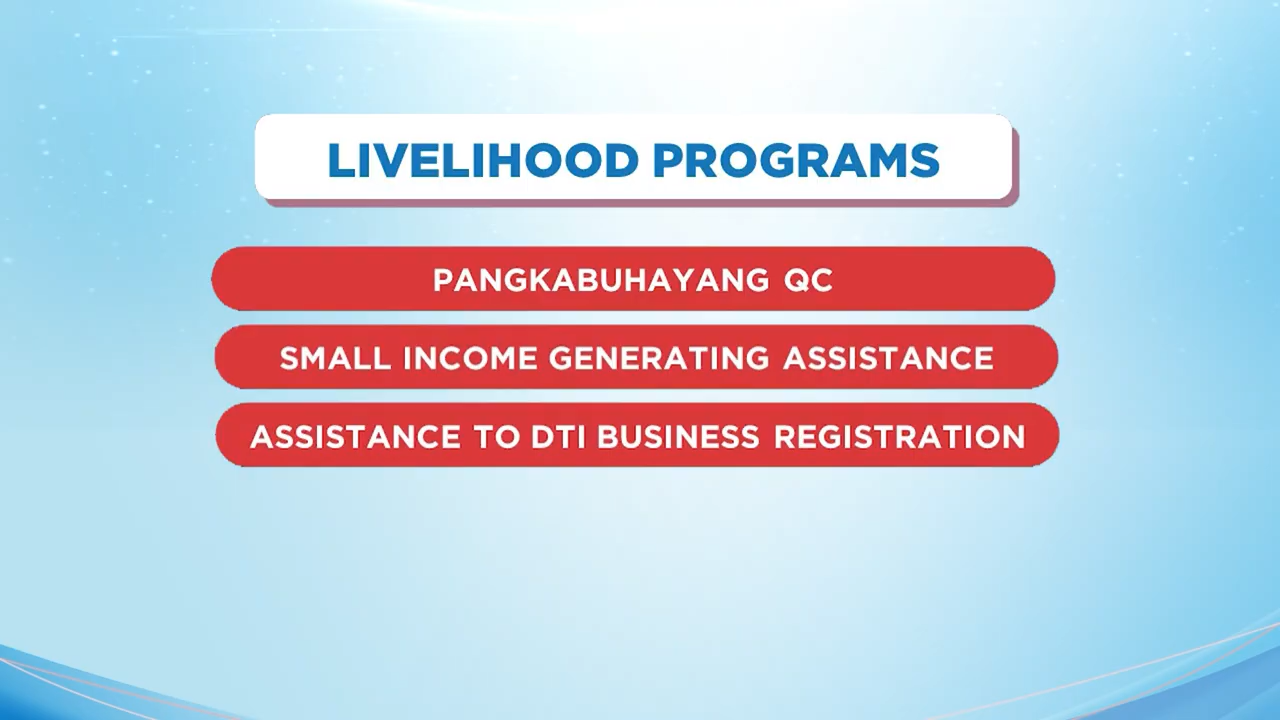 LIVELIHOOD PROGRAMS
PANGKABUHAYANG QC
SMALL INCOME GENERATING ASSISTANCE
ASSISTANCE TO DTI BUSINESS REGISTRATION